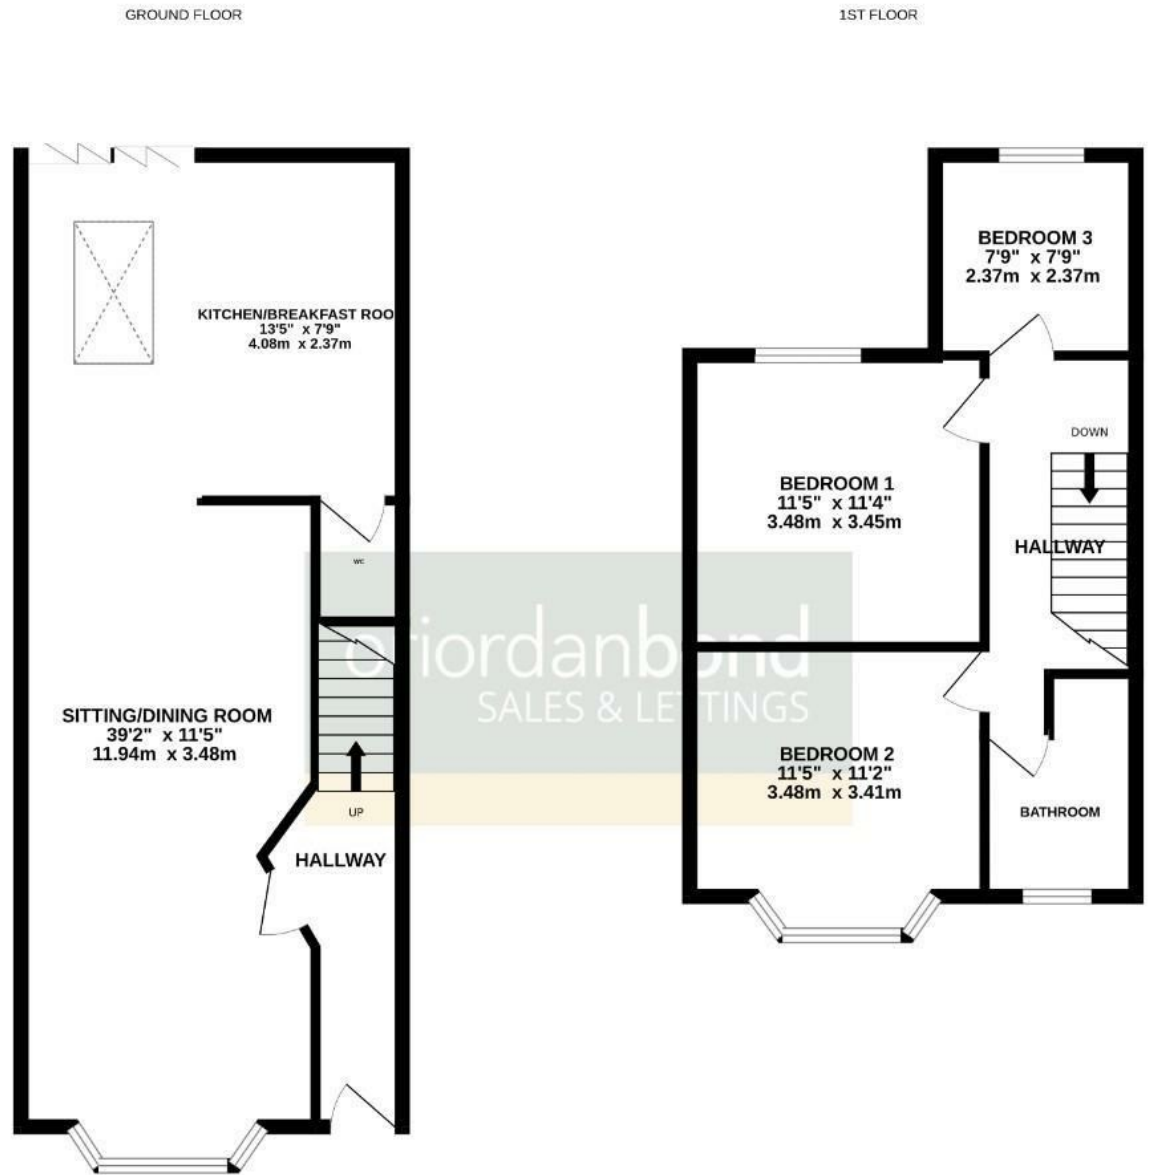 GROUND FLOOR
KITCHEN/BREAKFAST ROO
13'5" x 7'9"
4.08m x 2.37m
WC
SITTING/DINING ROOM
39'2" x 11'5"
11.94m x 3.48m
UP
HALLWAY
1ST FLOOR
BEDROOM 3
7'9" x 7'9"
2.37m x 2.37m
DOWN
BEDROOM 1
11'5" x 11'4"
3.48m x 3.45m
HALLWAY
BEDROOM 2
11'5" x 11'2"
3.48m x 3.41m
BATHROOM
oriordanbond
SALES & LETTINGS